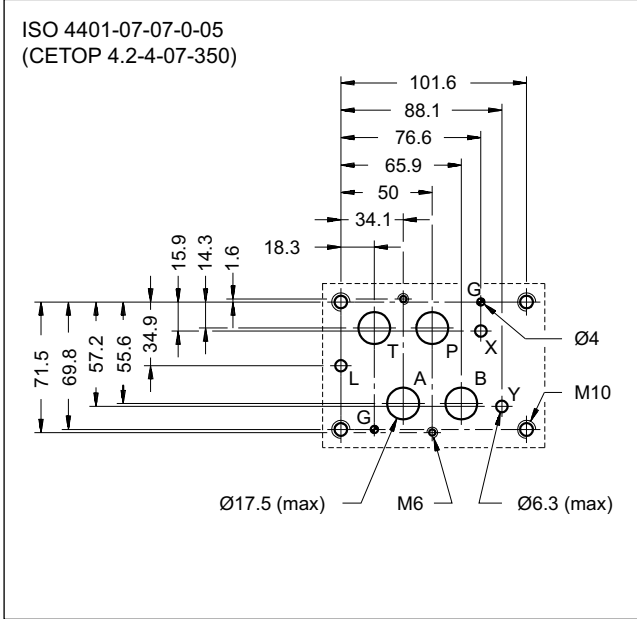 ISO 4401-07-07-0-05
(CETOP 4.2-4-07-350)
101.6
88.1
76.6
65.9
50
34.1
18.3
15.9
14.3
1.6
71.5
69.8
57.2
55.6
34.9
G
T
P
X
Ø4
L
A
B
Y
M10
G
Ø17.5 (max)
M6
Ø6.3 (max)